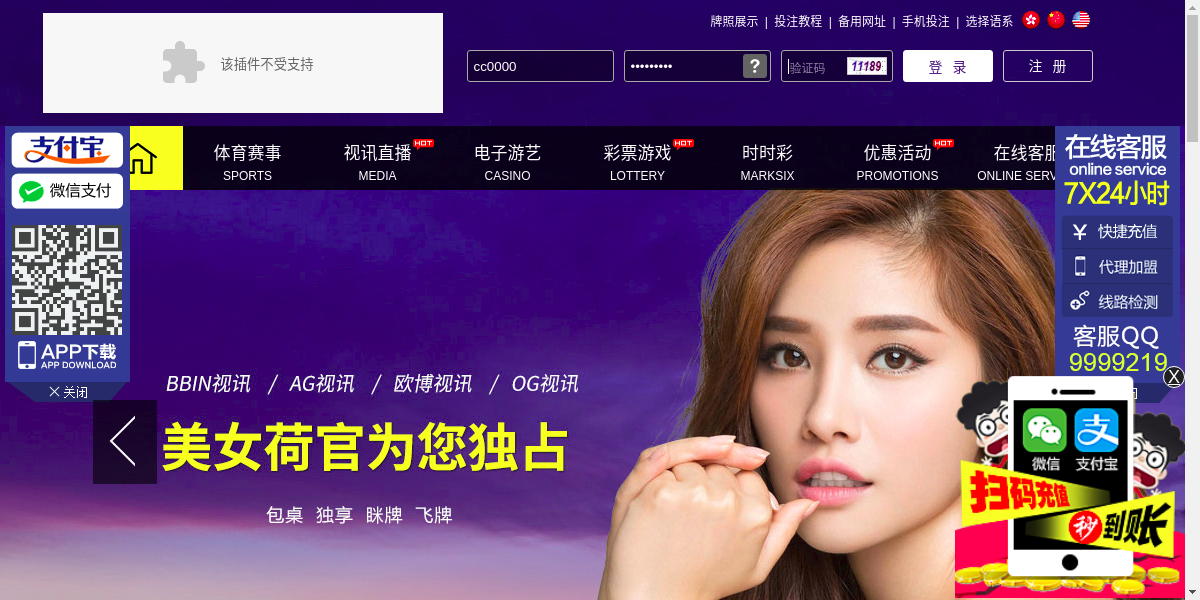 牌照展示 | 投注教程 | 备用网址 | 手机投注 | 选择语系
该插件不受支持
cc0000
•••••••••
?
验证码
11189
登 录
注 册
支付宝
微信支付
APP下载
APP DOWNLOAD
╳ 关闭
体育赛事
SPORTS
视讯直播
HOT
MEDIA
电子游艺
CASINO
彩票游戏
HOT
LOTTERY
时时彩
MARKSIX
优惠活动
HOT
PROMOTIONS
在线客服
ONLINE SERV
在线客服
online service
7X24小时
¥ 快捷充值
代理加盟
线路检测
客服QQ
9999219
X
BBIN视讯 / AG视讯 / 欧博视讯 / OG视讯
美女荷官为您独占
包桌 独享 眯牌 飞牌
支
微信 支付宝
扫码充值
秒到账